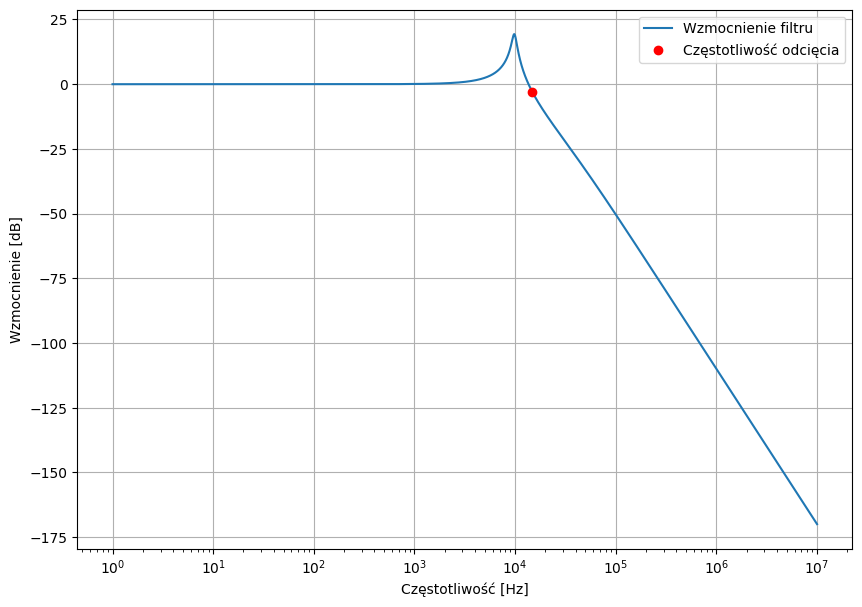 Wzmocnienie filtru
Częstotliwość odcięcia
25
0
−25
−50
−75
−100
−125
−150
−175
Wzmocnienie [dB]
10⁰ 10¹ 10² 10³ 10⁴ 10⁵ 10⁶ 10⁷
Częstotliwość [Hz]